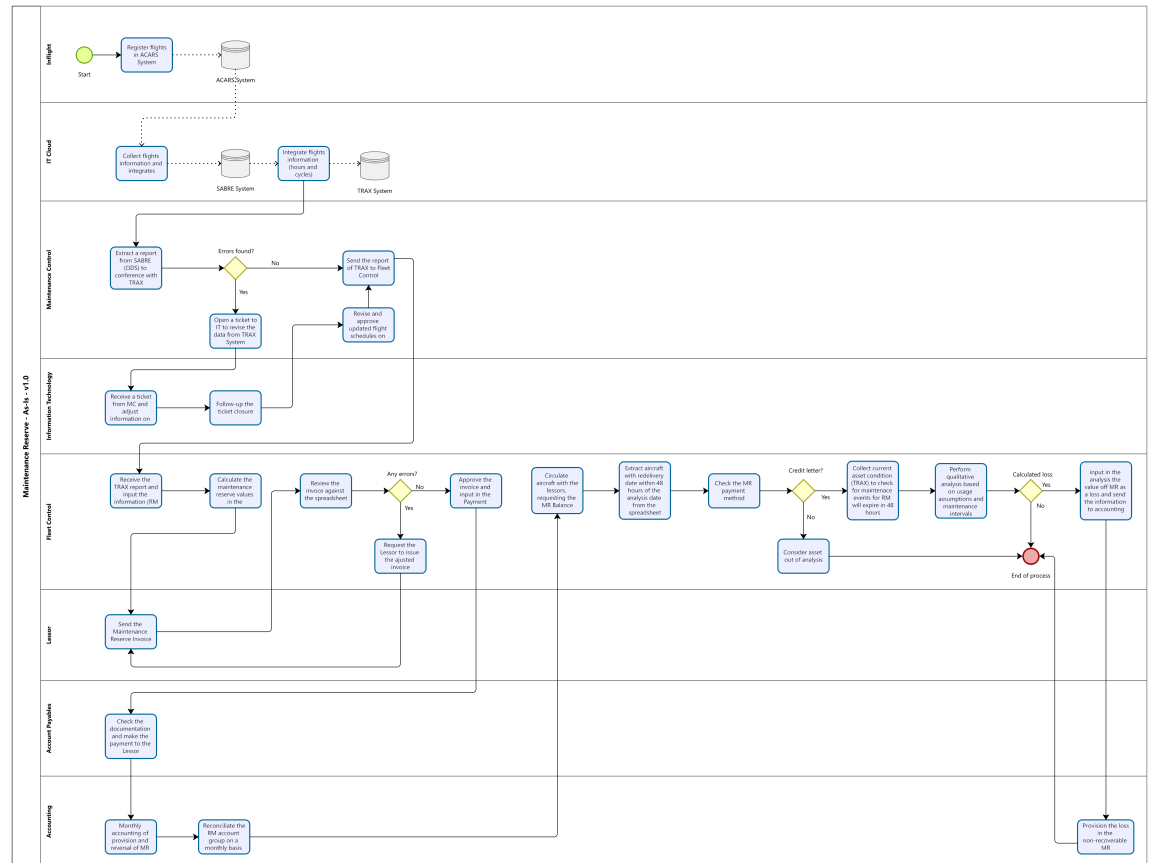 Maintenance Reserve - As-Is - v1.0
Inflight
Start
Register flights
in ACARS
System
ACARS System
IT Cloud
Collect flights
information and
integrates
SABRE System
Integrate flights
information
(hours and
cycles)
TRAX System
Maintenance Control
Extract a report
from SABRE
(ODS) to
conference with
TRAX
Errors found?
No
Yes
Send the report
of TRAX to Fleet
Control
Open a ticket to
IT to revise the
data from TRAX
System
Revise and
approve
updated flight
schedules on
Information Technology
Receive a ticket
from MC and
adjust
information on
Follow-up the
ticket closure
Fleet Control
Receive the
TRAX report and
input the
information (RM
Calculate the
maintenance
reserve values
in the
Review the
invoce against
the spreadsheet
Any errors?
No
Yes
Approve the
invoice and
input in the
Payment
Request the
Lessor to issue
the ajusted
invoice
Circulate
aircraft with the
lessors,
requesting the
MR Balance
Extract aircraft
with redelivery
date within 48
hours of the
analysis date
from the
spreadsheet
Check the MR
payment
method
Credit letter?
Yes
No
Consider asset
out of analysis
Collect current
asset condition
(TRAX) to check
for maintenace
events for RM
will expire in 48
hours
Perform
qualitative
analysis based
on usage
assumptions and
maintenance
intervals
Calculated loss
Yes
No
End of process
input in the
analysis the
value off MR as
a loss and send
the information
to accounting
Lessor
Send the
Maintenance
Reserve Invoice
Account Payables
Check the
documentation
and make the
payment to the
Lessor
Accounting
Monthly
accounting of
provision and
reversal of MR
Reconciliate the
RM account
group on a
monthly basis
Provision the loss
in the
non-recoverable
MR